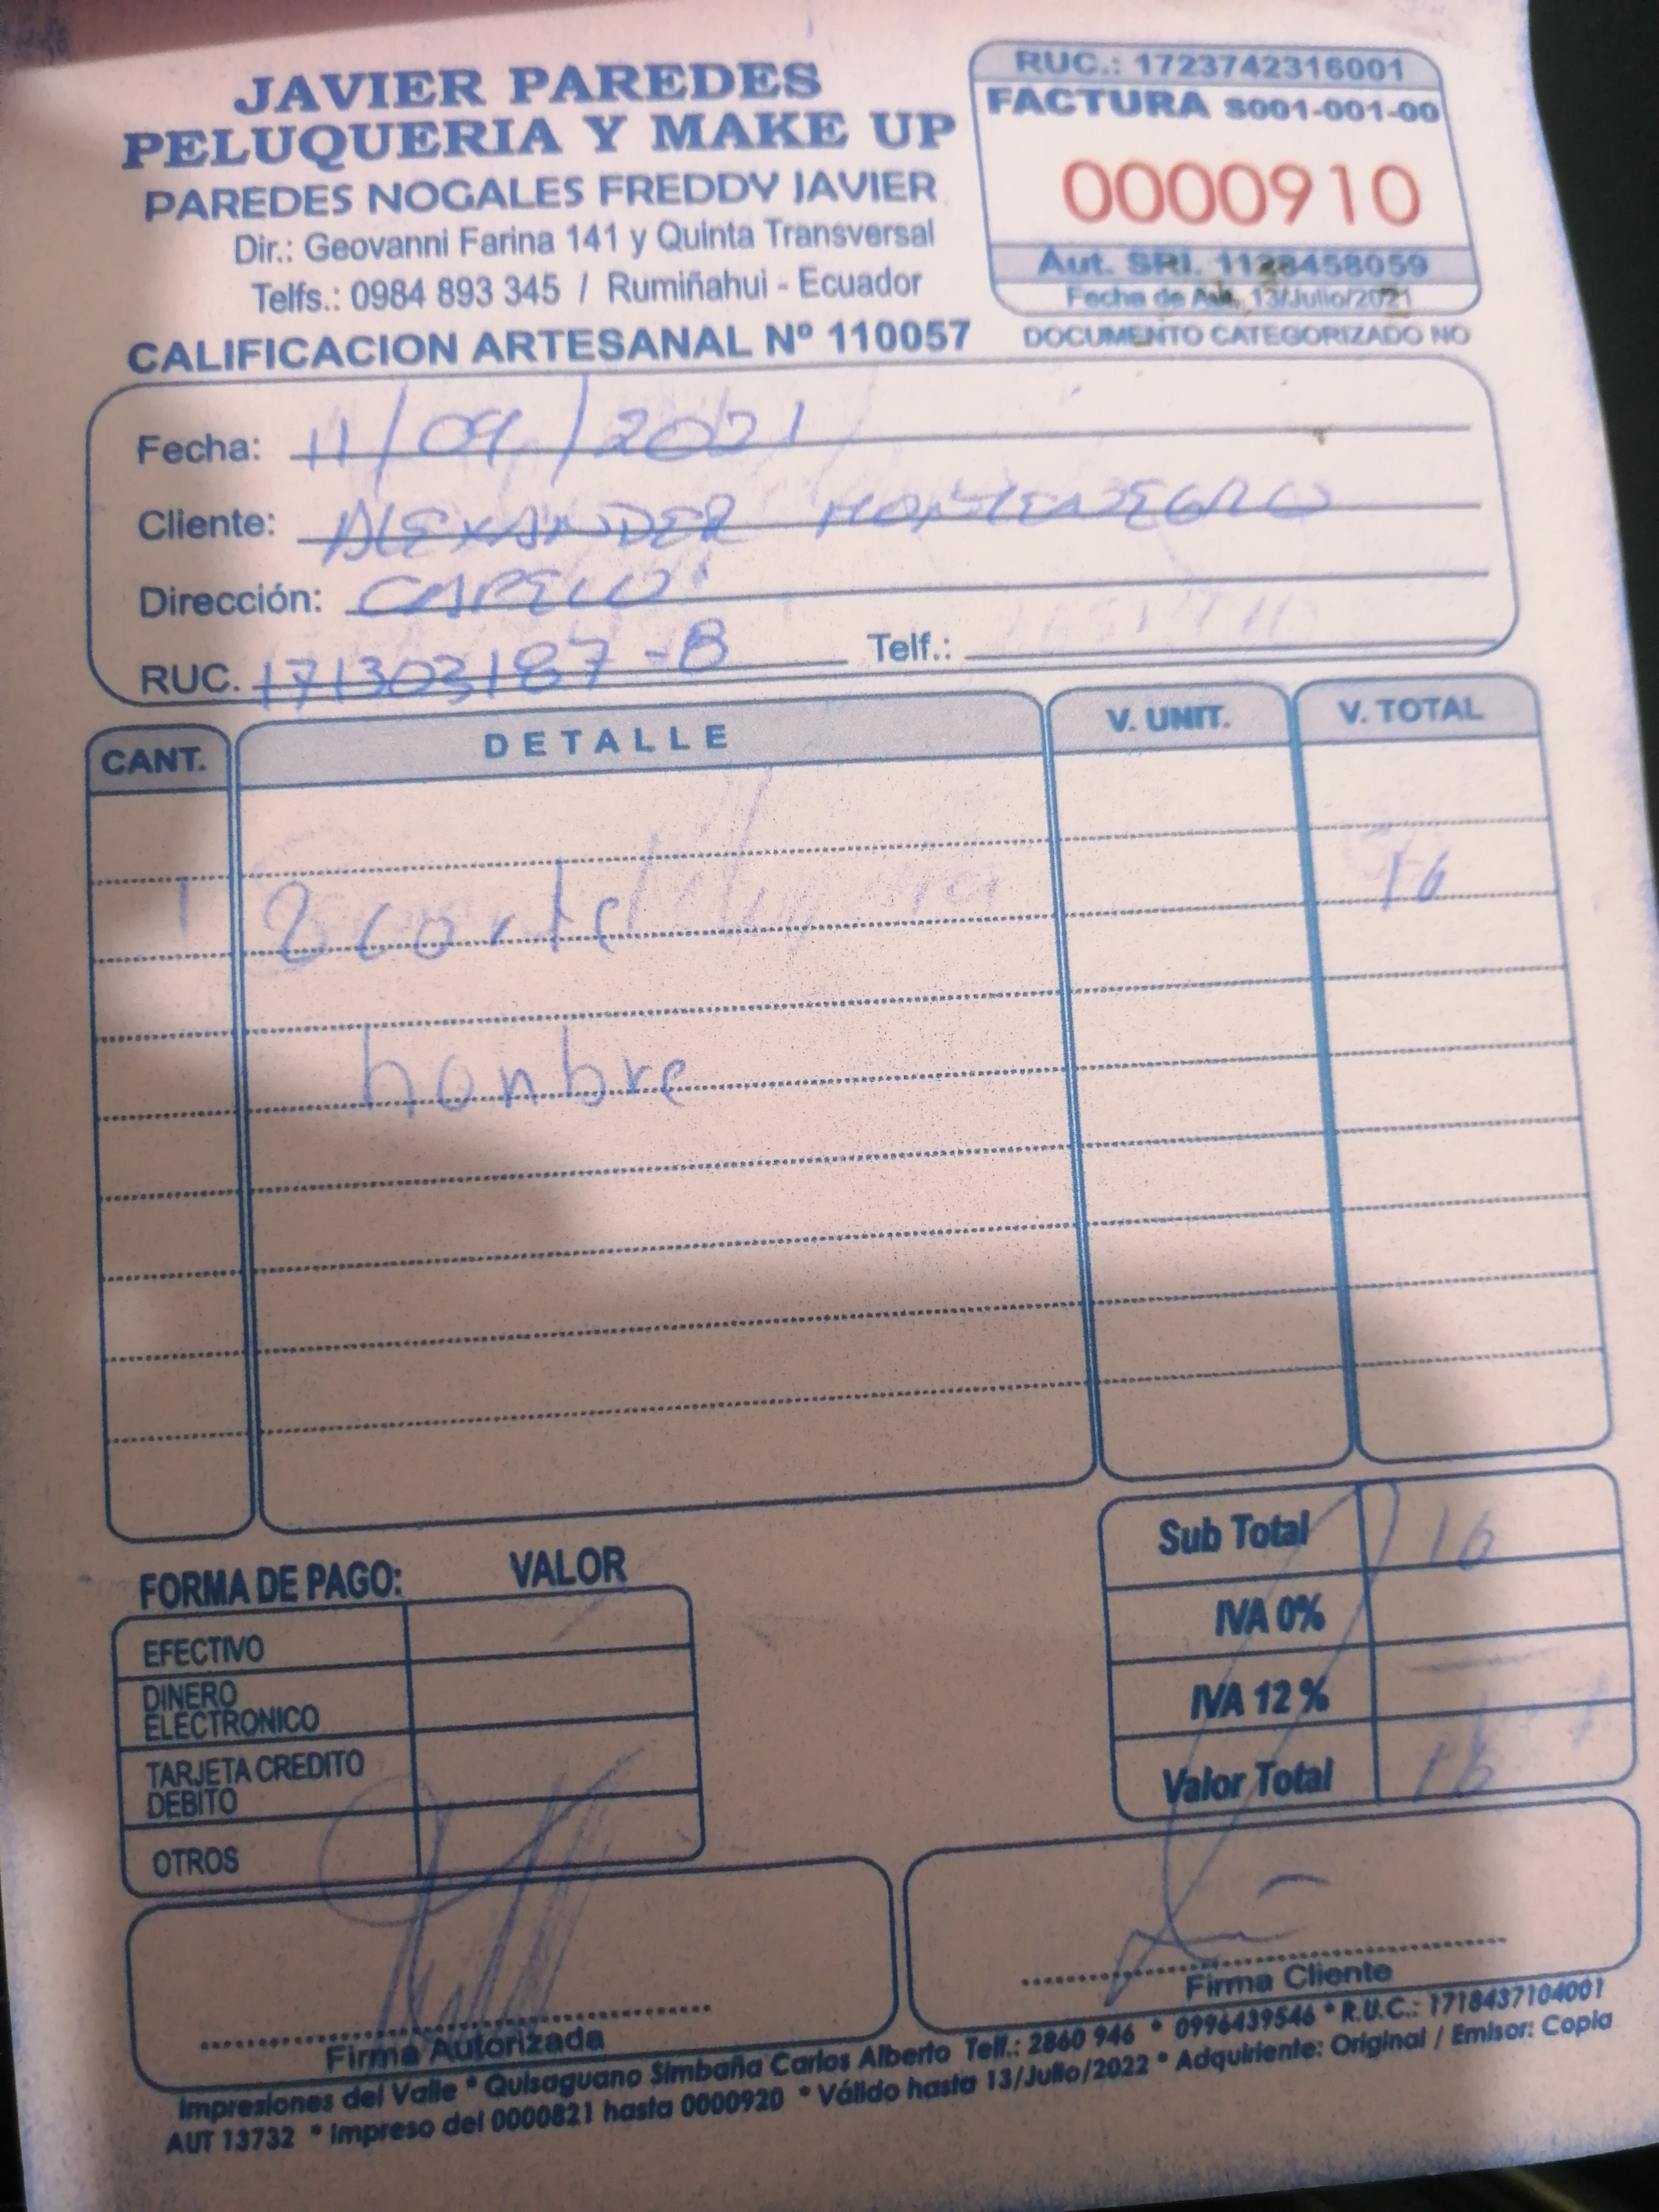 JAVIER PAREDES
PELUQUERIA Y MAKE UP
PAREDES NOGALES FREDDY JAVIER
Dir.: Geovanni Farina 141 y Quinta Transversal
Telfs.: 0984 893 345 / Rumiñahui - Ecuador
CALIFICACION ARTESANAL Nº 110057
RUC.: 1723742316001
FACTURA S001-001-00
0000910
Aut. SRI. 1128458059
Fecha de Aut. 13/Julio/2021
DOCUMENTO CATEGORIZADO NO
Fecha: 11/09/2021
Cliente: ALEXANDER MONTENEGRO
Dirección: CAPELO
RUC. 171303187-8 Telf.:
CANT. DETALLE V. UNIT. V. TOTAL
2 corte 16
hombre
Sub Total 16
IVA 0%
IVA 12 %
Valor Total 16
FORMA DE PAGO: VALOR
EFECTIVO
DINERO ELECTRONICO
TARJETA CREDITO DEBITO
OTROS
Firma Autorizada
Firma Cliente
Impresiones del Valle * Quisaguano Simbaña Carlos Alberto Telf.: 2860 946 * 0996439546 * R.U.C.: 1718437104001
AUT 13732 * Impreso del 0000821 hasta 0000920 * Válido hasta 13/Julio/2022 * Adquiriente: Original / Emisor: Copia